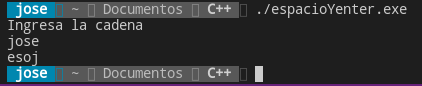 jose ~ Documentos C++ ./espacioYenter.exe
Ingresa la cadena
jose
esoj
jose ~ Documentos C++